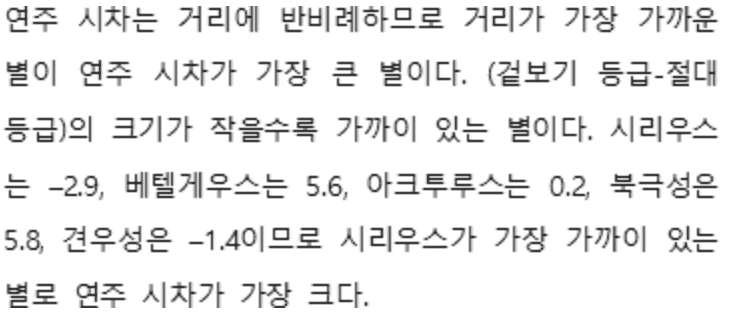 연주 시차는 거리에 반비례하므로 거리가 가장 가까운
별이 연주 시차가 가장 큰 별이다. (겉보기 등급-절대
등급)의 크기가 작을수록 가까이 있는 별이다. 시리우스
는 –2.9, 베텔게우스는 5.6, 아크투루스는 0.2, 북극성은
5.8, 견우성은 –1.4이므로 시리우스가 가장 가까이 있는
별로 연주 시차가 가장 크다.